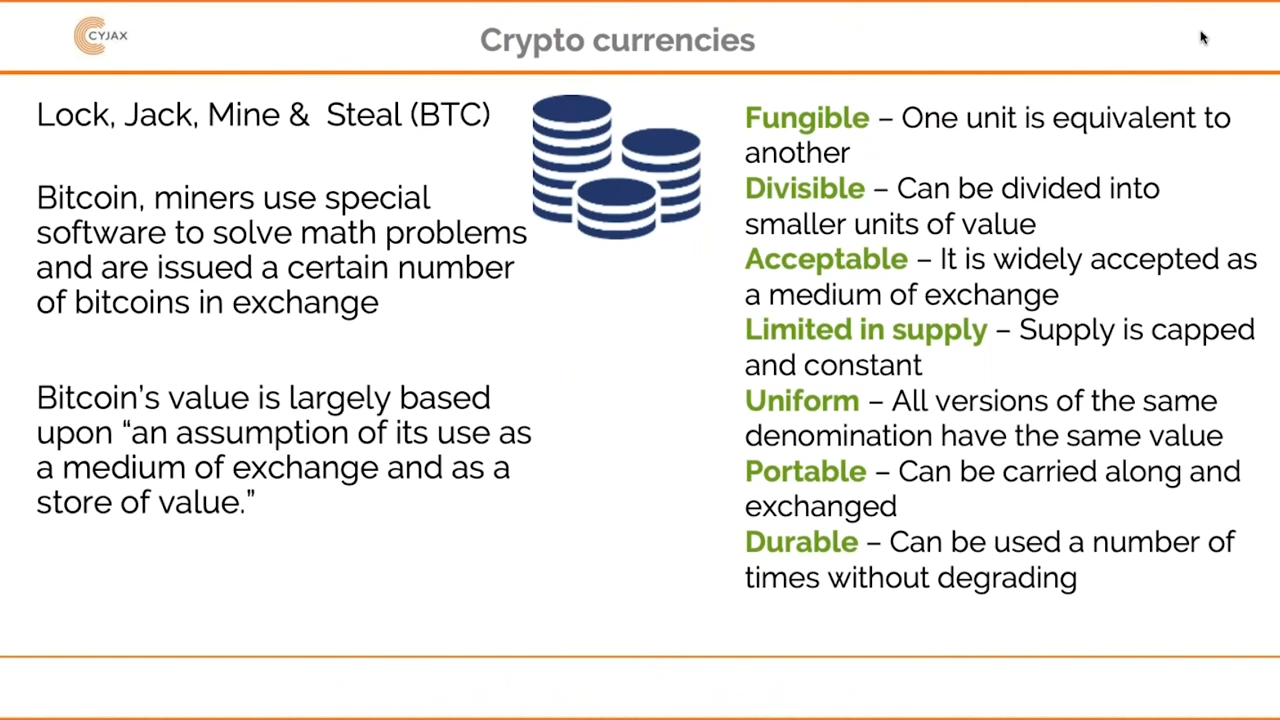 CYJAX
Crypto currencies
Lock, Jack, Mine &  Steal (BTC)
Bitcoin, miners use special
software to solve math problems
and are issued a certain number
of bitcoins in exchange
Bitcoin's value is largely based
upon “an assumption of its use as
a medium of exchange and as a
store of value.”
Fungible – One unit is equivalent to
another
Divisible – Can be divided into
smaller units of value
Acceptable – It is widely accepted as
a medium of exchange
Limited in supply – Supply is capped
and constant
Uniform – All versions of the same
denomination have the same value
Portable – Can be carried along and
exchanged
Durable – Can be used a number of
times without degrading